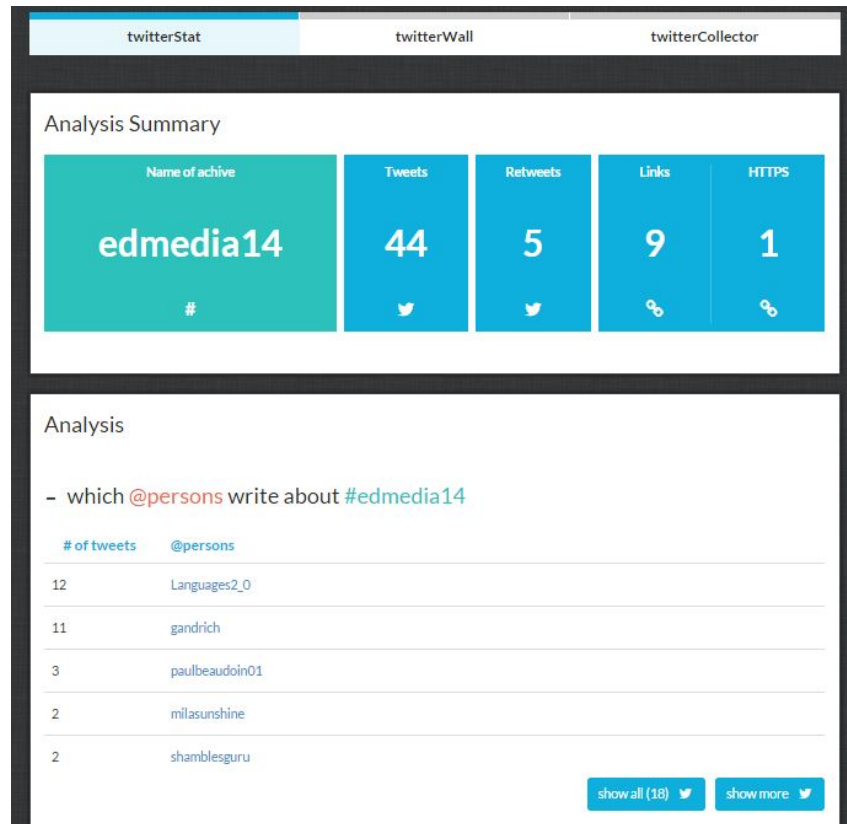 twitterStat twitterWall twitterCollector
Analysis Summary
Name of achive Tweets Retweets Links HTTPS
edmedia14 44 5 9 1
#
Analysis
– which @persons write about #edmedia14
# of tweets @persons
12 Languages2_0
11 gandrich
3 paulbeaudoin01
2 milasunshine
2 shamblesguru
show all (18) show more